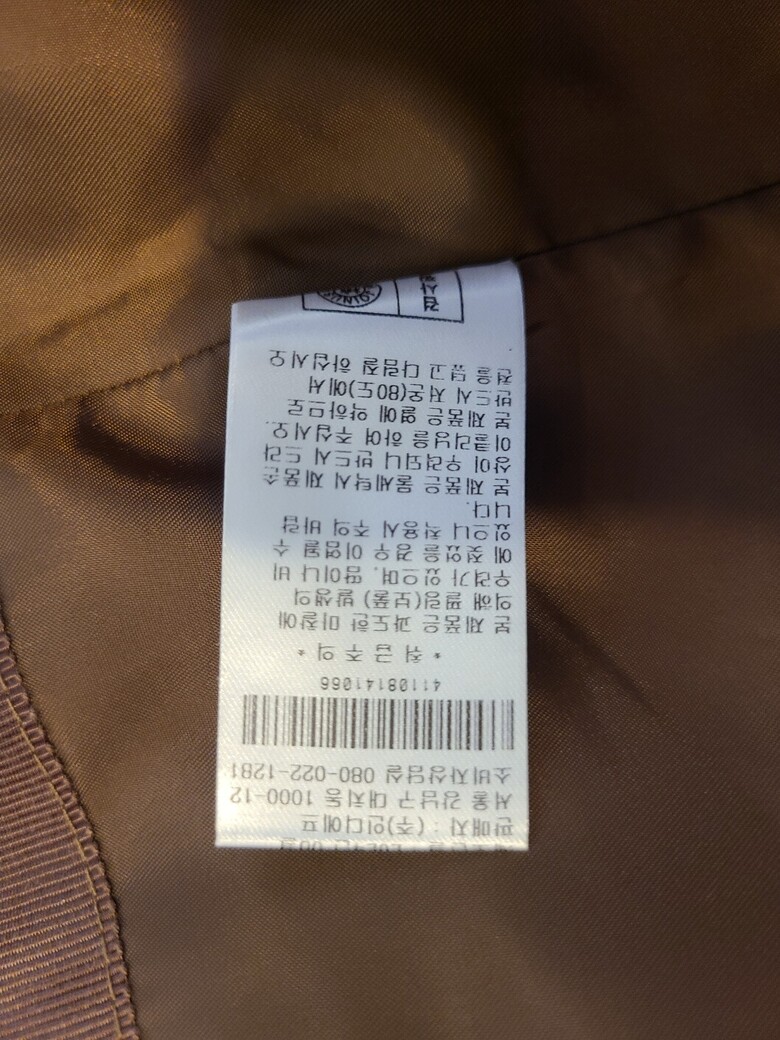 판매자 : (주)인디에프
서울 강남구 대치동 1000-12
소비자상담실 080-022-1281
41108141066
* 취 급 주 의 *
본 제품은 과도한 마찰에
의해 필링(보풀) 발생의
우려가 있으며, 땀이나 비
에 젖었을 경우 이염될 수
있으니 착용시 주의 바랍
니다.
본 제품은 물세탁시 제품손
상이 우려되니 반드시 드라
이클리닝을 하여 주십시오.
본 제품은 열에 약하므로
반드시 저온(80도)에서
천을 덮고 다림질 하십시오